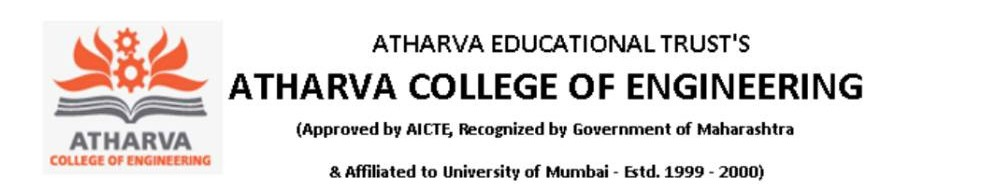 ATHARVA EDUCATIONAL TRUST'S
ATHARVA COLLEGE OF ENGINEERING
(Approved by AICTE, Recognized by Government of Maharashtra
& Affiliated to University of Mumbai - Estd. 1999 - 2000)
ATHARVA
COLLEGE OF ENGINEERING